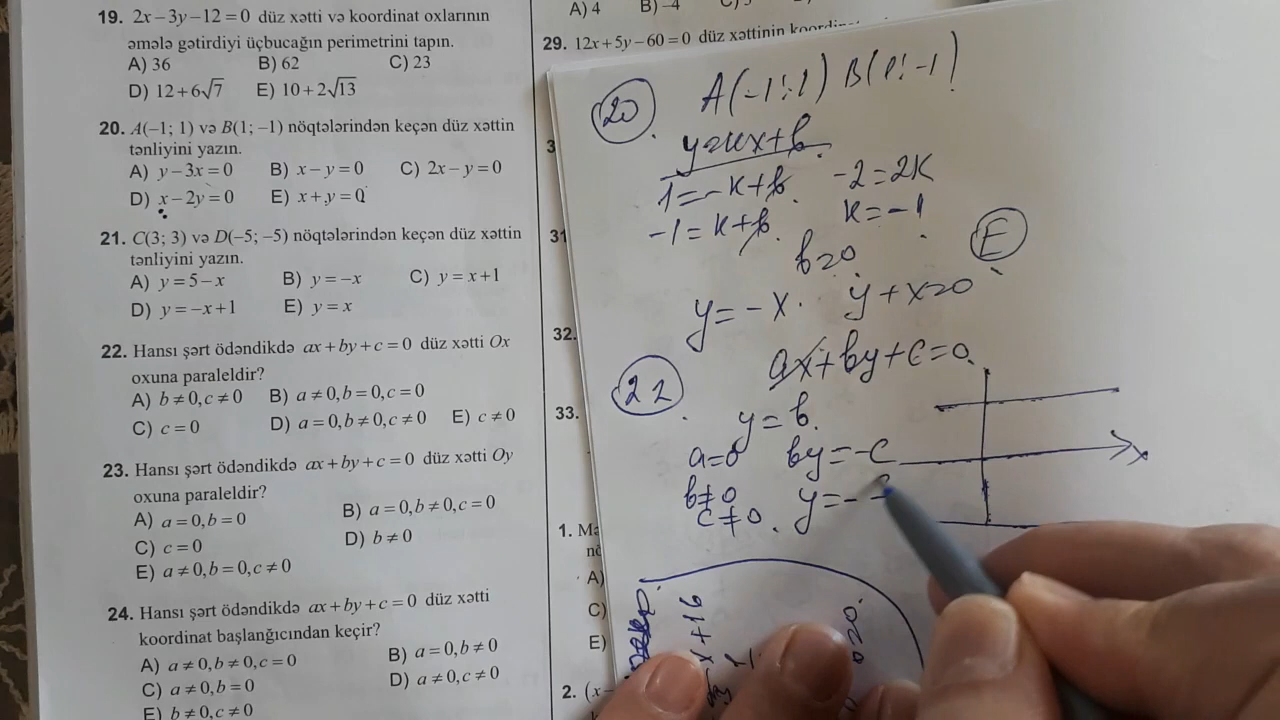 19. 2x−3y−12=0 düz xətti və koordinat oxlarının
əmələ gətirdiyi üçbucağın perimetrini tapın.
A) 36 B) 62 C) 23
D) 12+6√7 E) 10+2√13
20. A(−1; 1) və B(1; −1) nöqtələrindən keçən düz xəttin
tənliyini yazın.
A) y−3x=0 B) x−y=0 C) 2x−y=0
D) x−2y=0 E) x+y=0
21. C(3; 3) və D(−5; −5) nöqtələrindən keçən düz xəttin
tənliyini yazın.
A) y=5−x B) y=−x C) y=x+1
D) y=−x+1 E) y=x
22. Hansı şərt ödəndikdə ax+by+c=0 düz xətti Ox
oxuna paraleldir?
A) b≠0,c≠0 B) a≠0,b=0,c=0
C) c=0 D) a=0,b≠0,c≠0 E) c≠0
23. Hansı şərt ödəndikdə ax+by+c=0 düz xətti Oy
oxuna paraleldir?
A) a=0,b=0 B) a=0,b≠0,c=0
C) c=0 D) b≠0
E) a≠0,b=0,c≠0
24. Hansı şərt ödəndikdə ax+by+c=0 düz xətti
koordinat başlanğıcından keçir?
A) a≠0,b≠0,c=0 B) a=0,b≠0
C) a≠0,b=0 D) a≠0,c≠0
E) b≠0,c≠0
A) 4 B) −4
29. 12x+5y−60=0 düz xəttinin
32.
33.
1.
A)
C)
E)
2. (x−
20 A(-1;1) B(1;-1)
y=kx+b.
1=-k+b. -2=2k
-1=k+b. k=-1
b=0 E
y=-x. y+x=0
22 ax+by+c=0
y=b.
a=0 by=-c
b≠0 y=-
c≠0.
x